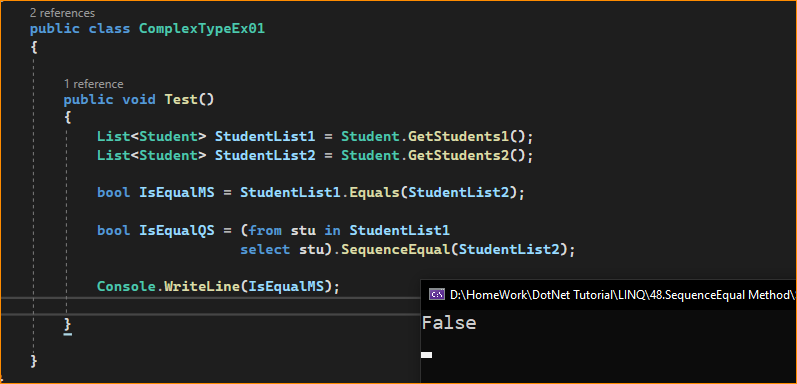 2 references
public class ComplexTypeEx01
{
1 reference
public void Test()
{
List<Student> StudentList1 = Student.GetStudents1();
List<Student> StudentList2 = Student.GetStudents2();
bool IsEqualMS = StudentList1.Equals(StudentList2);
bool IsEqualQS = (from stu in StudentList1
select stu).SequenceEqual(StudentList2);
Console.WriteLine(IsEqualMS);
}
}
D:\HomeWork\DotNet Tutorial\LINQ\48.SequenceEqual Method\
False